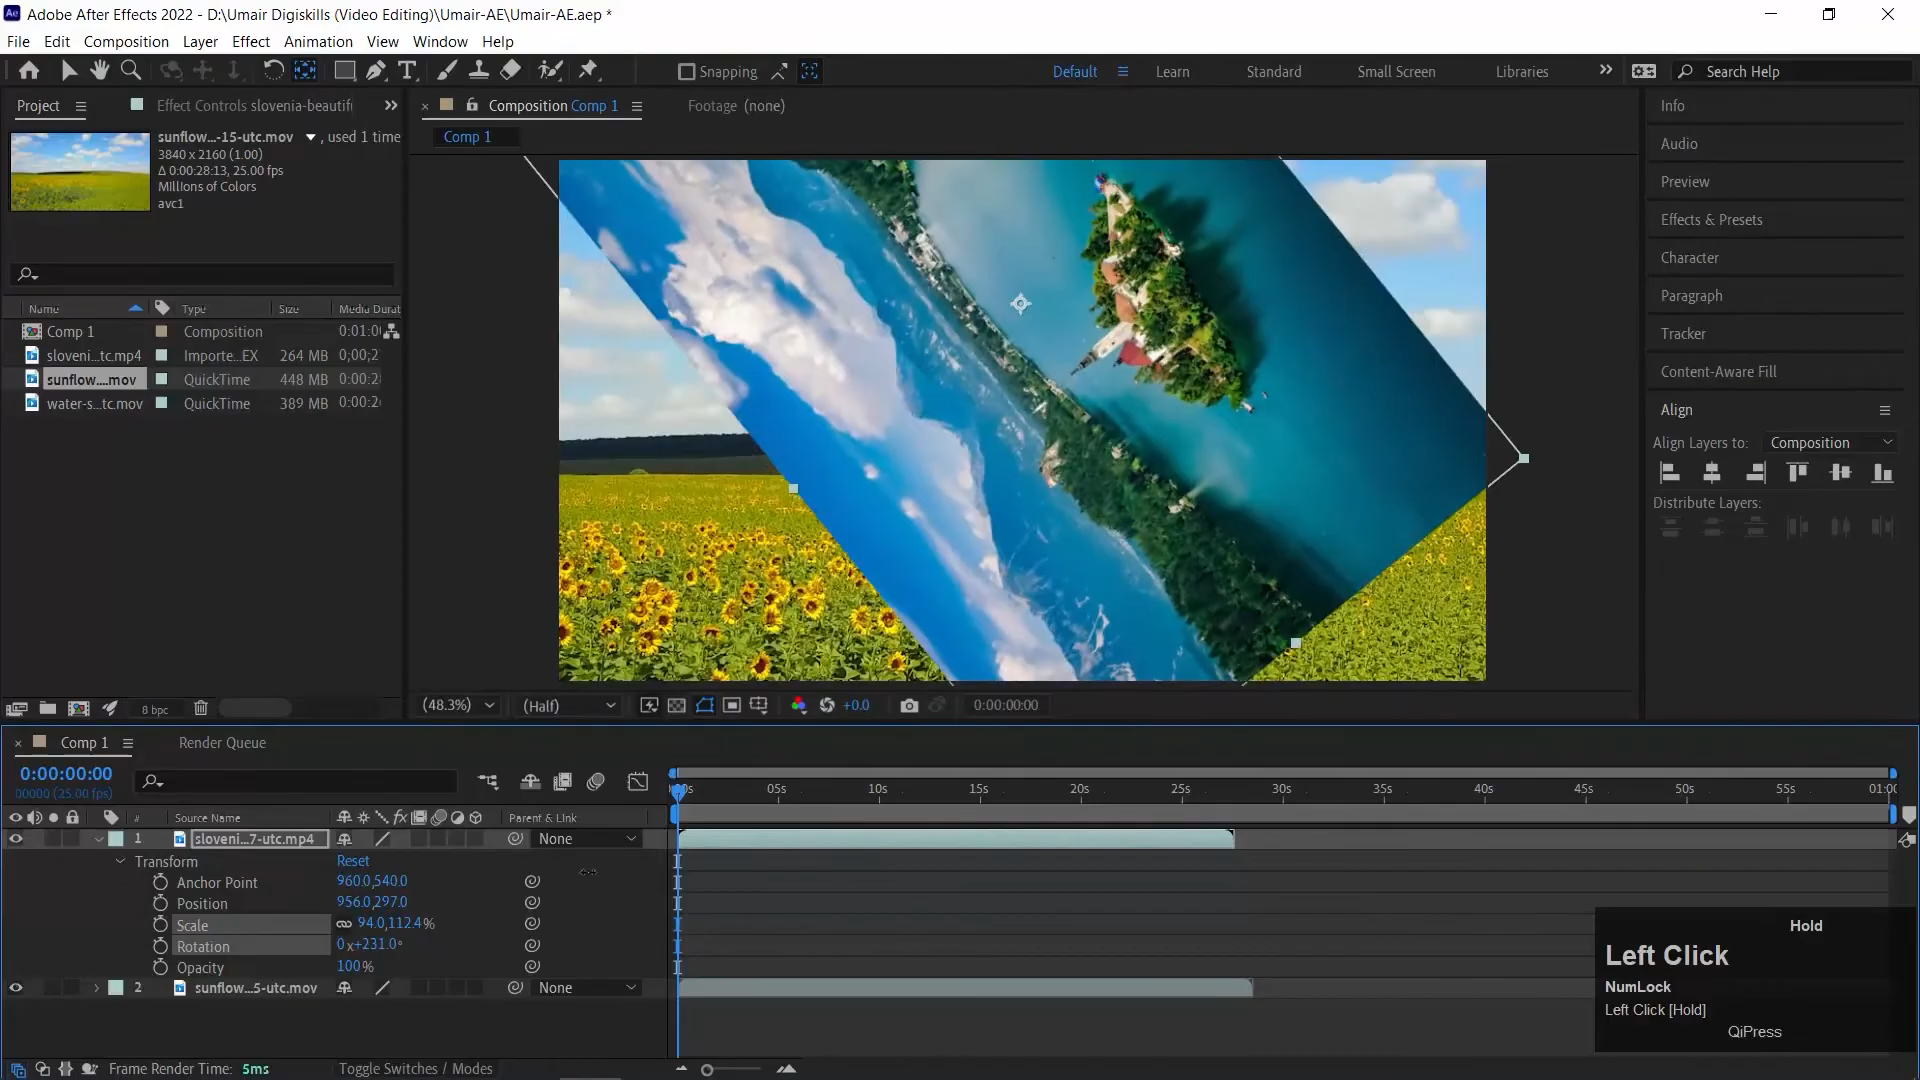 Adobe After Effects 2022 - D:\Umair Digiskills (Video Editing)\Umair-AE\Umair-AE.aep *
File Edit Composition Layer Effect Animation View Window Help
Snapping Default Learn Standard Small Screen Libraries Search Help
Project Effect Controls slovenia-beautifi
Composition Comp 1 Footage (none)
Comp 1
sunflow...-15-utc.mov , used 1 time
3840 x 2160 (1.00)
Δ 0:00:28:13, 25.00 fps
Millions of Colors
avc1
Name Type Size Media Durat
Comp 1 Composition 0:01:0
sloveni...tc.mp4 Importe...EX 264 MB 0;00;2
sunflow....mov QuickTime 448 MB 0:00:2
water-s...tc.mov QuickTime 389 MB 0:00:2
8 bpc
(48.3%) (Half) +0.0 0:00:00:00
Info
Audio
Preview
Effects & Presets
Character
Paragraph
Tracker
Content-Aware Fill
Align
Align Layers to: Composition
Distribute Layers:
Comp 1 Render Queue
0:00:00:00
00000 (25.00 fps)
00s 05s 10s 15s 20s 25s 30s 35s 40s 45s 50s 55s 01:00
# Source Name fx Parent & Link
1 sloveni...7-utc.mp4 None
Transform Reset
Anchor Point 960.0,540.0
Position 956.0,297.0
Scale 94.0,112.4%
Rotation 0x+231.0°
Opacity 100%
2 sunflow...5-utc.mov None
Frame Render Time: 5ms Toggle Switches / Modes
Hold
Left Click
NumLock
Left Click [Hold]
QiPress